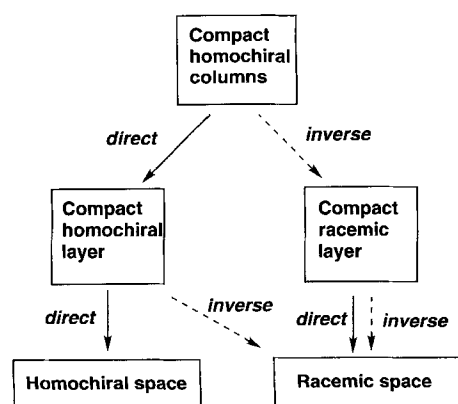 Compact
homochiral
columns
direct
inverse
Compact
homochiral
layer
Compact
racemic
layer
direct
inverse
direct
inverse
Homochiral space
Racemic space